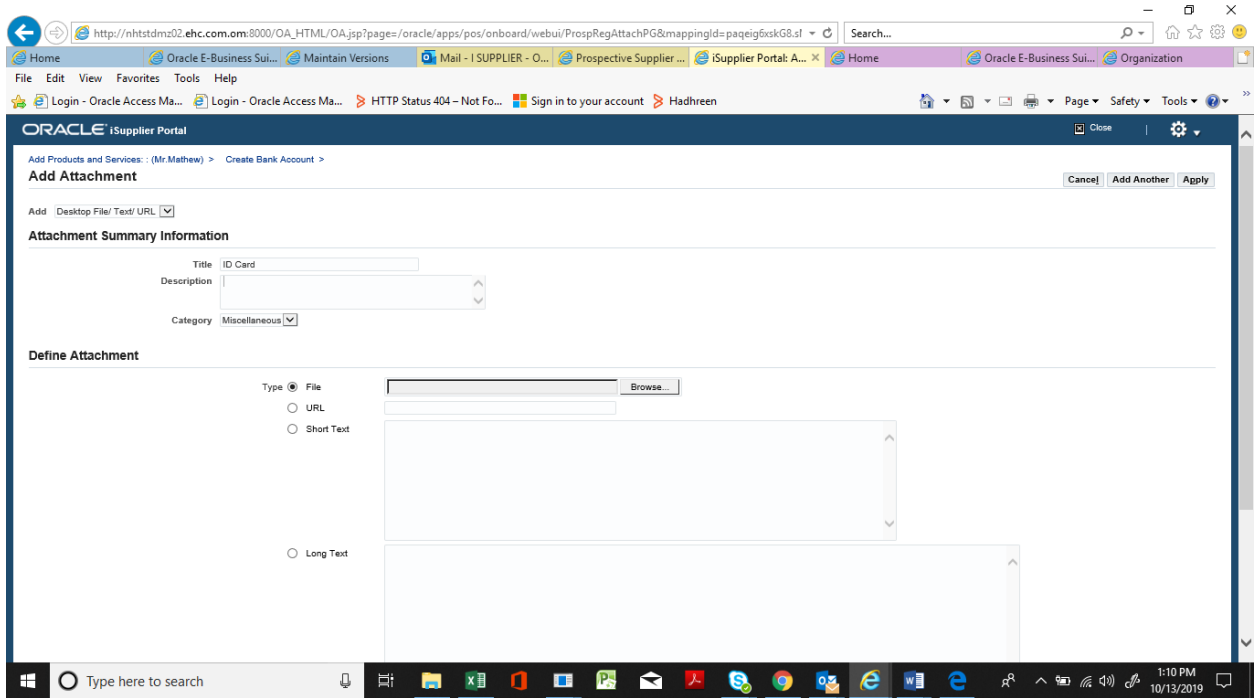 http://nhtstdmz02.ehc.com.om:8000/OA_HTML/OA.jsp?page=/oracle/apps/pos/onboard/webui/ProspRegAttachPG&mappingId=paqeig6xskG8.sl Search...
Home Oracle E-Business Sui... Maintain Versions Mail - I SUPPLIER - O... Prospective Supplier ... iSupplier Portal: A... Home Oracle E-Business Sui... Organization
File Edit View Favorites Tools Help
Login - Oracle Access Ma... Login - Oracle Access Ma... HTTP Status 404 – Not Fo... Sign in to your account Hadhreen Page Safety Tools
ORACLE iSupplier Portal Close
Add Products and Services: : (Mr.Mathew) > Create Bank Account >
Add Attachment Cancel Add Another Apply
Add Desktop File/ Text/ URL
Attachment Summary Information
Title ID Card
Description
Category Miscellaneous
Define Attachment
Type File Browse...
URL
Short Text
Long Text
Type here to search 1:10 PM
10/13/2019